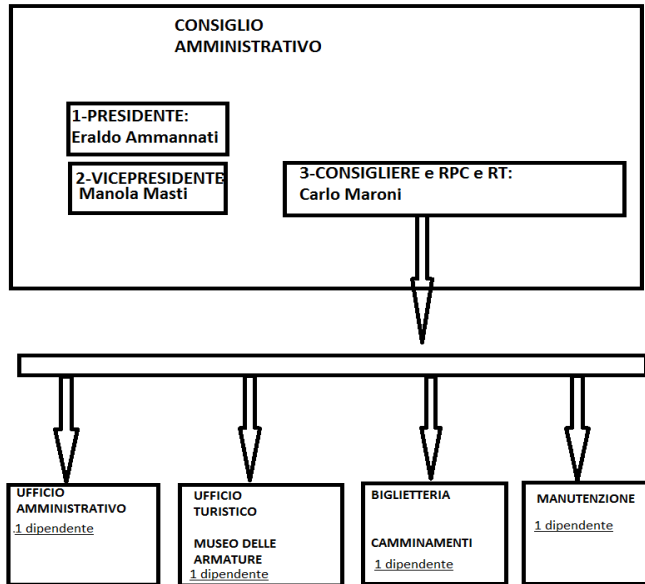 CONSIGLIO
AMMINISTRATIVO
1-PRESIDENTE:
Eraldo Ammannati
2-VICEPRESIDENTE:
Manola Masti
3-CONSIGLIERE e RPC e RT:
Carlo Maroni
UFFICIO
AMMINISTRATIVO
.1 dipendente
UFFICIO
TURISTICO
MUSEO DELLE
ARMATURE
1 dipendente
BIGLIETTERIA
CAMMINAMENTI
1 dipendente
MANUTENZIONE
1 dipendente